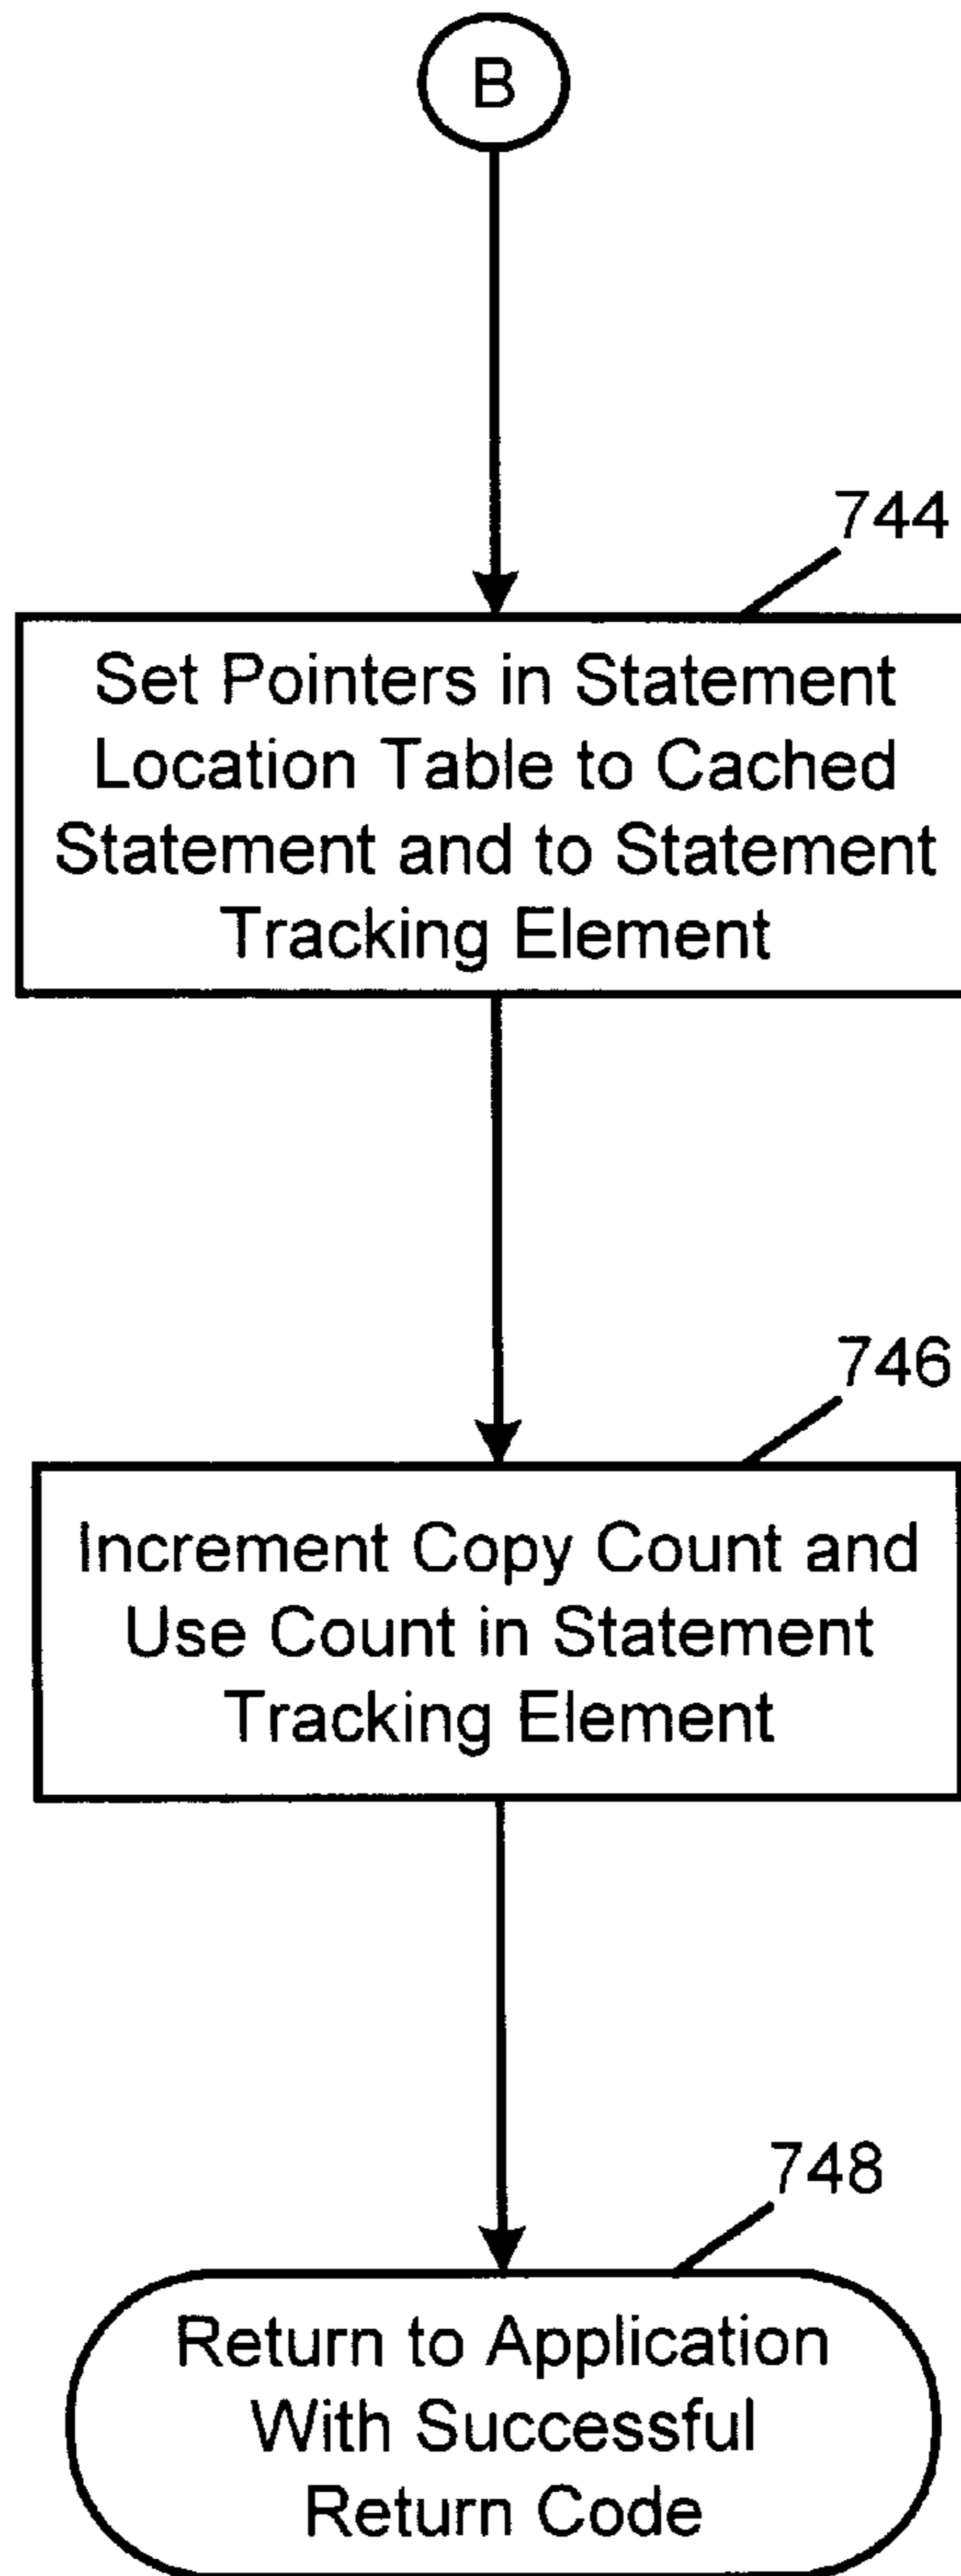 B
744
Set Pointers in Statement
Location Table to Cached
Statement and to Statement
Tracking Element
746
Increment Copy Count and
Use Count in Statement
Tracking Element
748
Return to Application
With Successful
Return Code